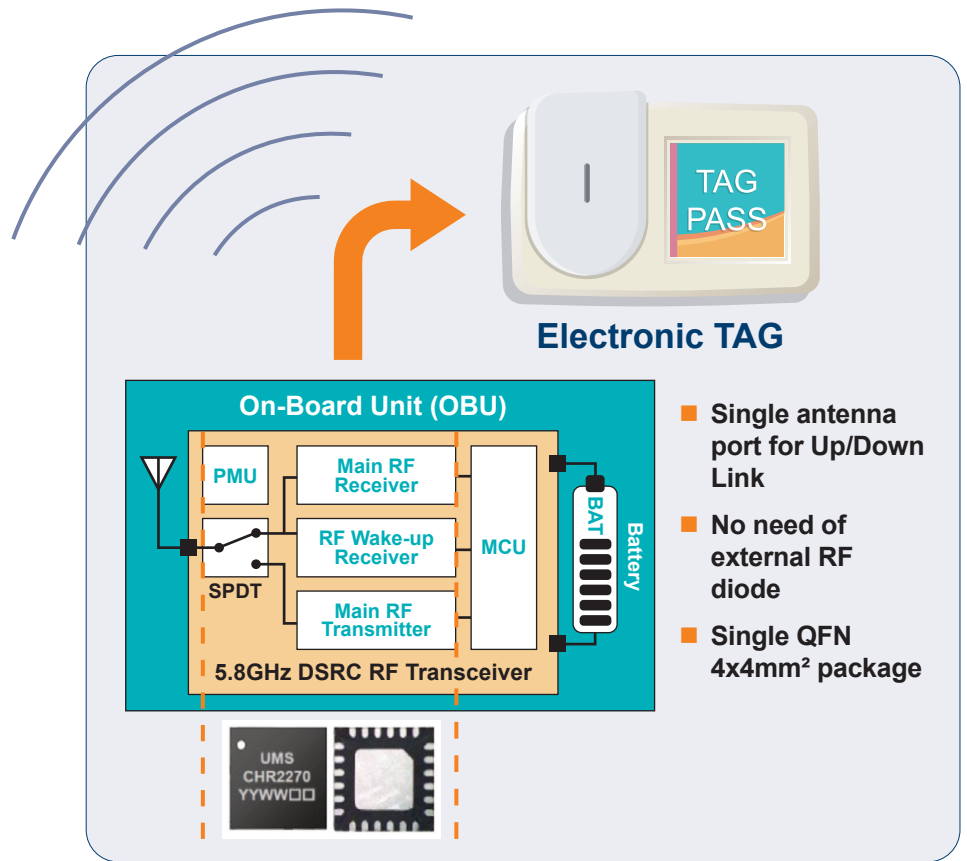 TAG
PASS
Electronic TAG
On-Board Unit (OBU)
PMU
Main RF
Receiver
RF Wake-up
Receiver
MCU
SPDT
Main RF
Transmitter
5.8GHz DSRC RF Transceiver
BAT
Battery
Single antenna
port for Up/Down
Link
No need of
external RF
diode
Single QFN
4x4mm² package
UMS
CHR2270
YYWW□□